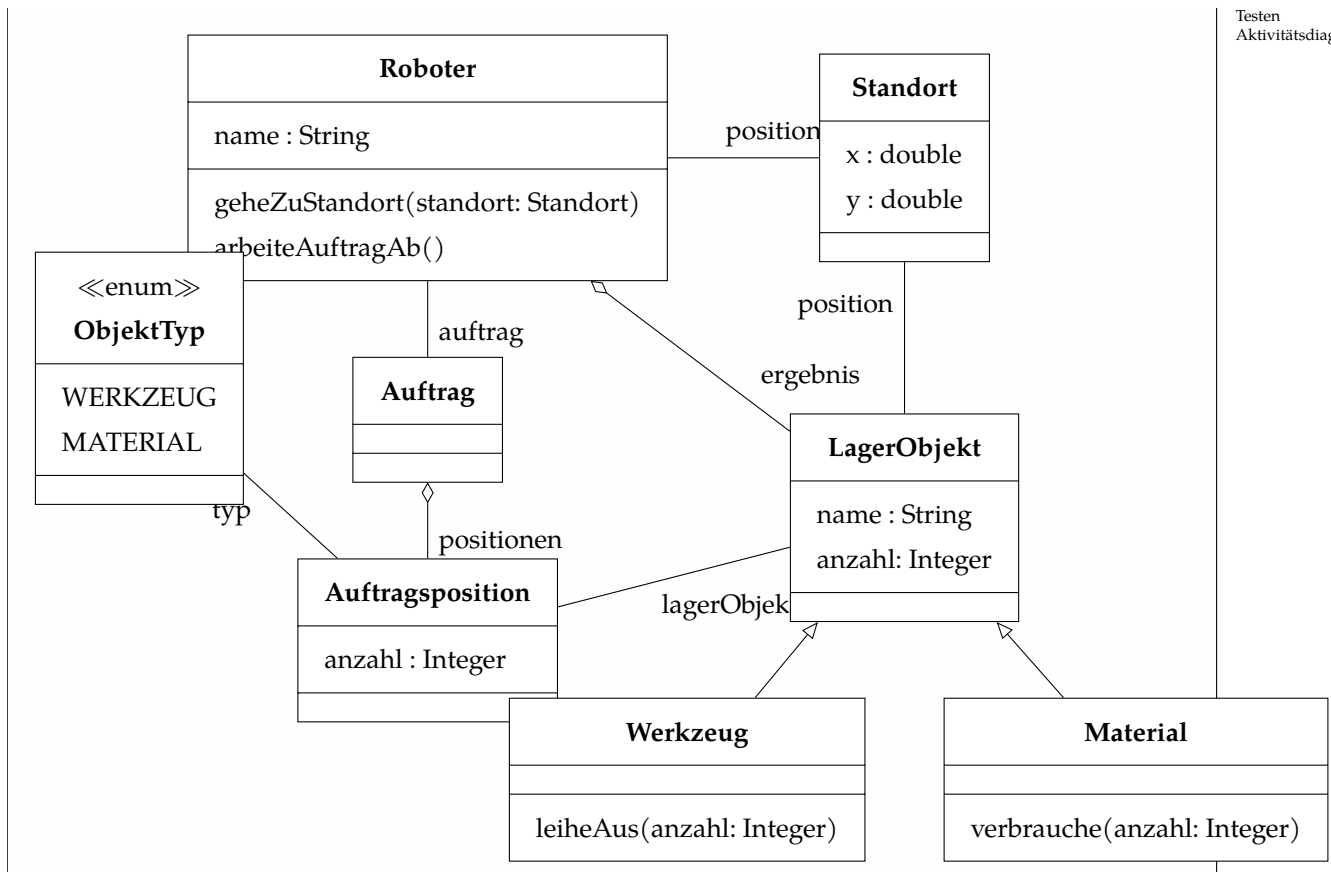 Testen
Roboter
name : String
geheZuStandort(standort: Standort)
arbeiteAuftragAb()
Standort
x : double
y : double
position
≪enum≫
ObjektTyp
WERKZEUG
MATERIAL
auftrag
position
Auftrag
ergebnis
LagerObjekt
name : String
anzahl: Integer
typ
positionen
Auftragsposition
anzahl : Integer
lagerObjek
Werkzeug
leiheAus(anzahl: Integer)
Material
verbrauche(anzahl: Integer)